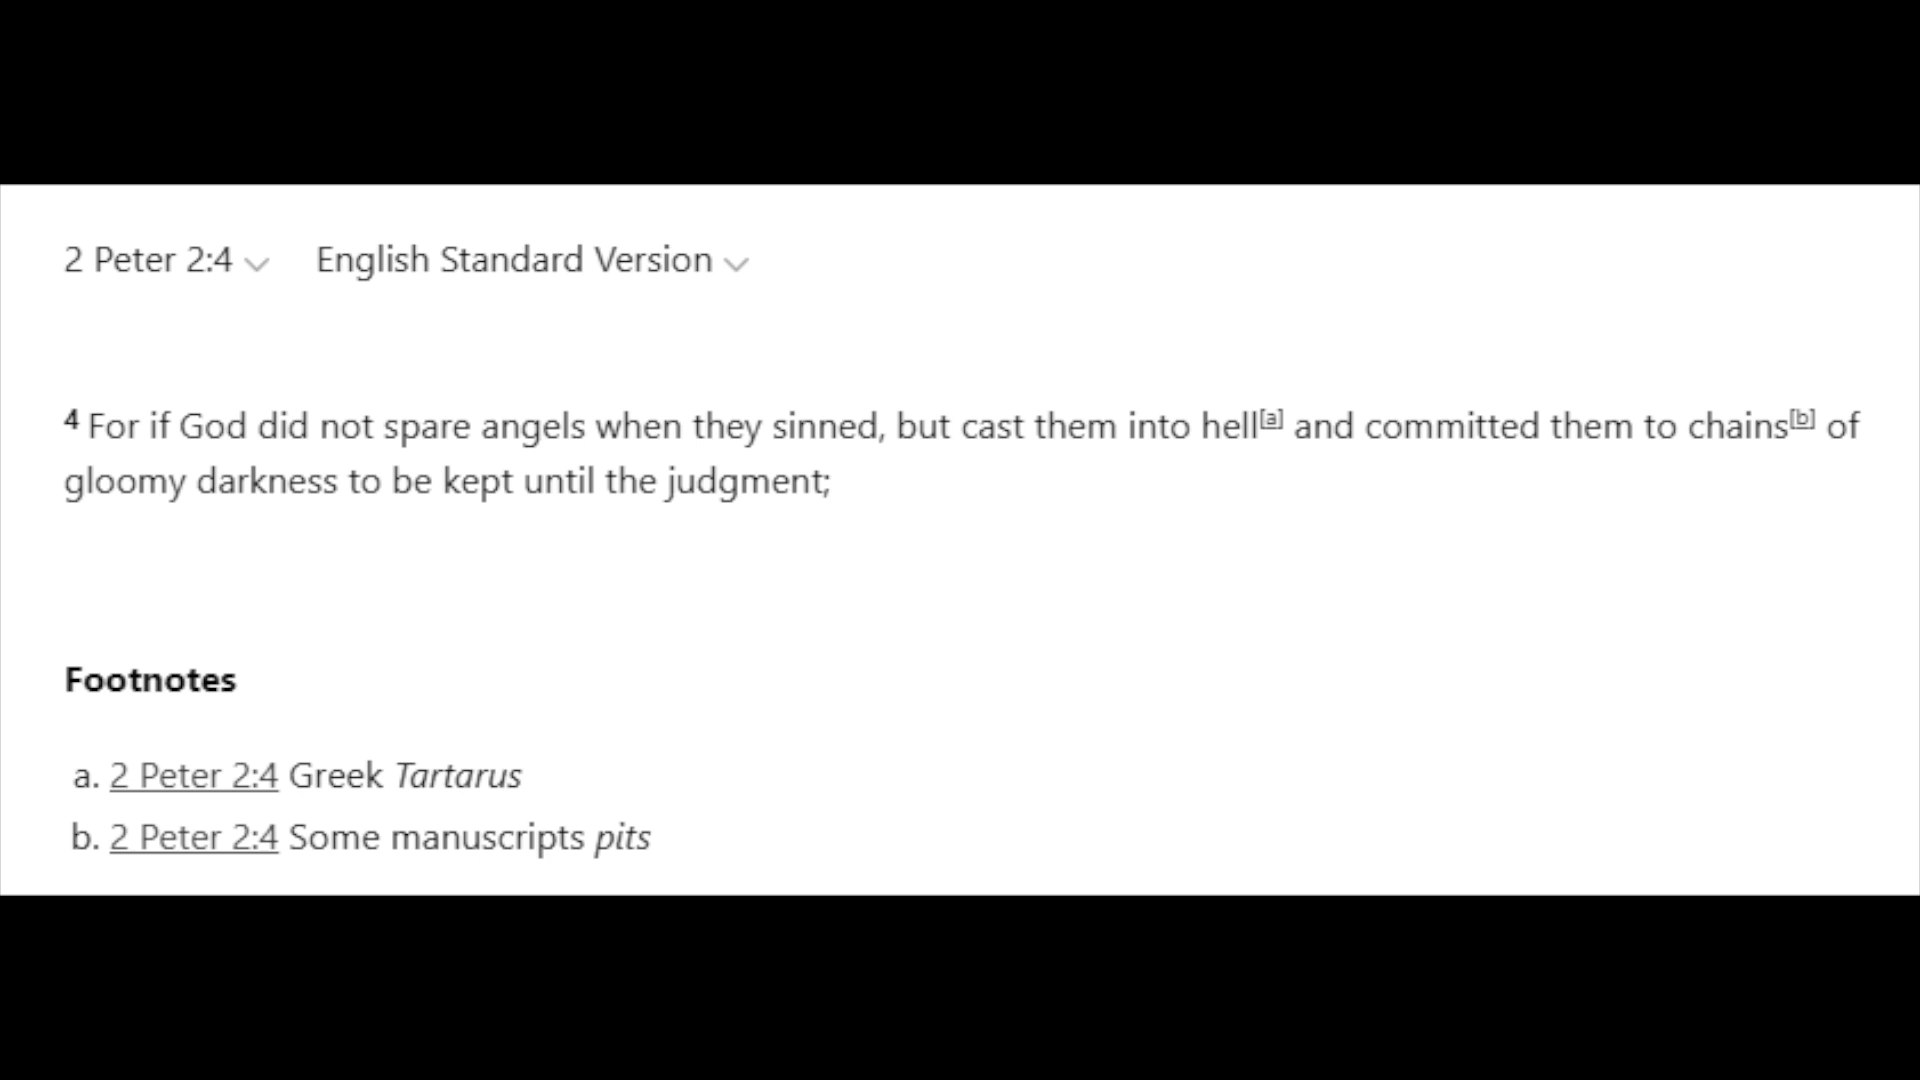 2 Peter 2:4 English Standard Version
4 For if God did not spare angels when they sinned, but cast them into hell[a] and committed them to chains[b] of
gloomy darkness to be kept until the judgment;
Footnotes
a. 2 Peter 2:4 Greek Tartarus
b. 2 Peter 2:4 Some manuscripts pits